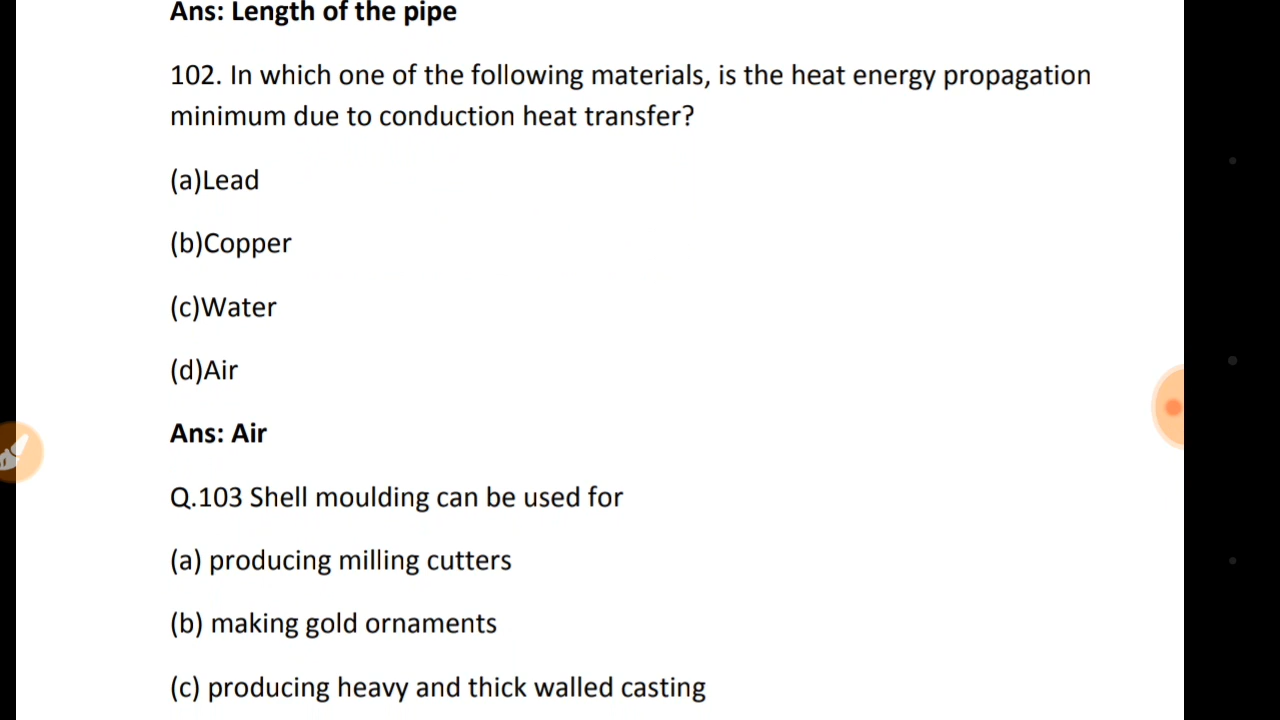 Ans: Length of the pipe
102. In which one of the following materials, is the heat energy propagation
minimum due to conduction heat transfer?
(a)Lead
(b)Copper
(c)Water
(d)Air
Ans: Air
Q.103 Shell moulding can be used for
(a) producing milling cutters
(b) making gold ornaments
(c) producing heavy and thick walled casting